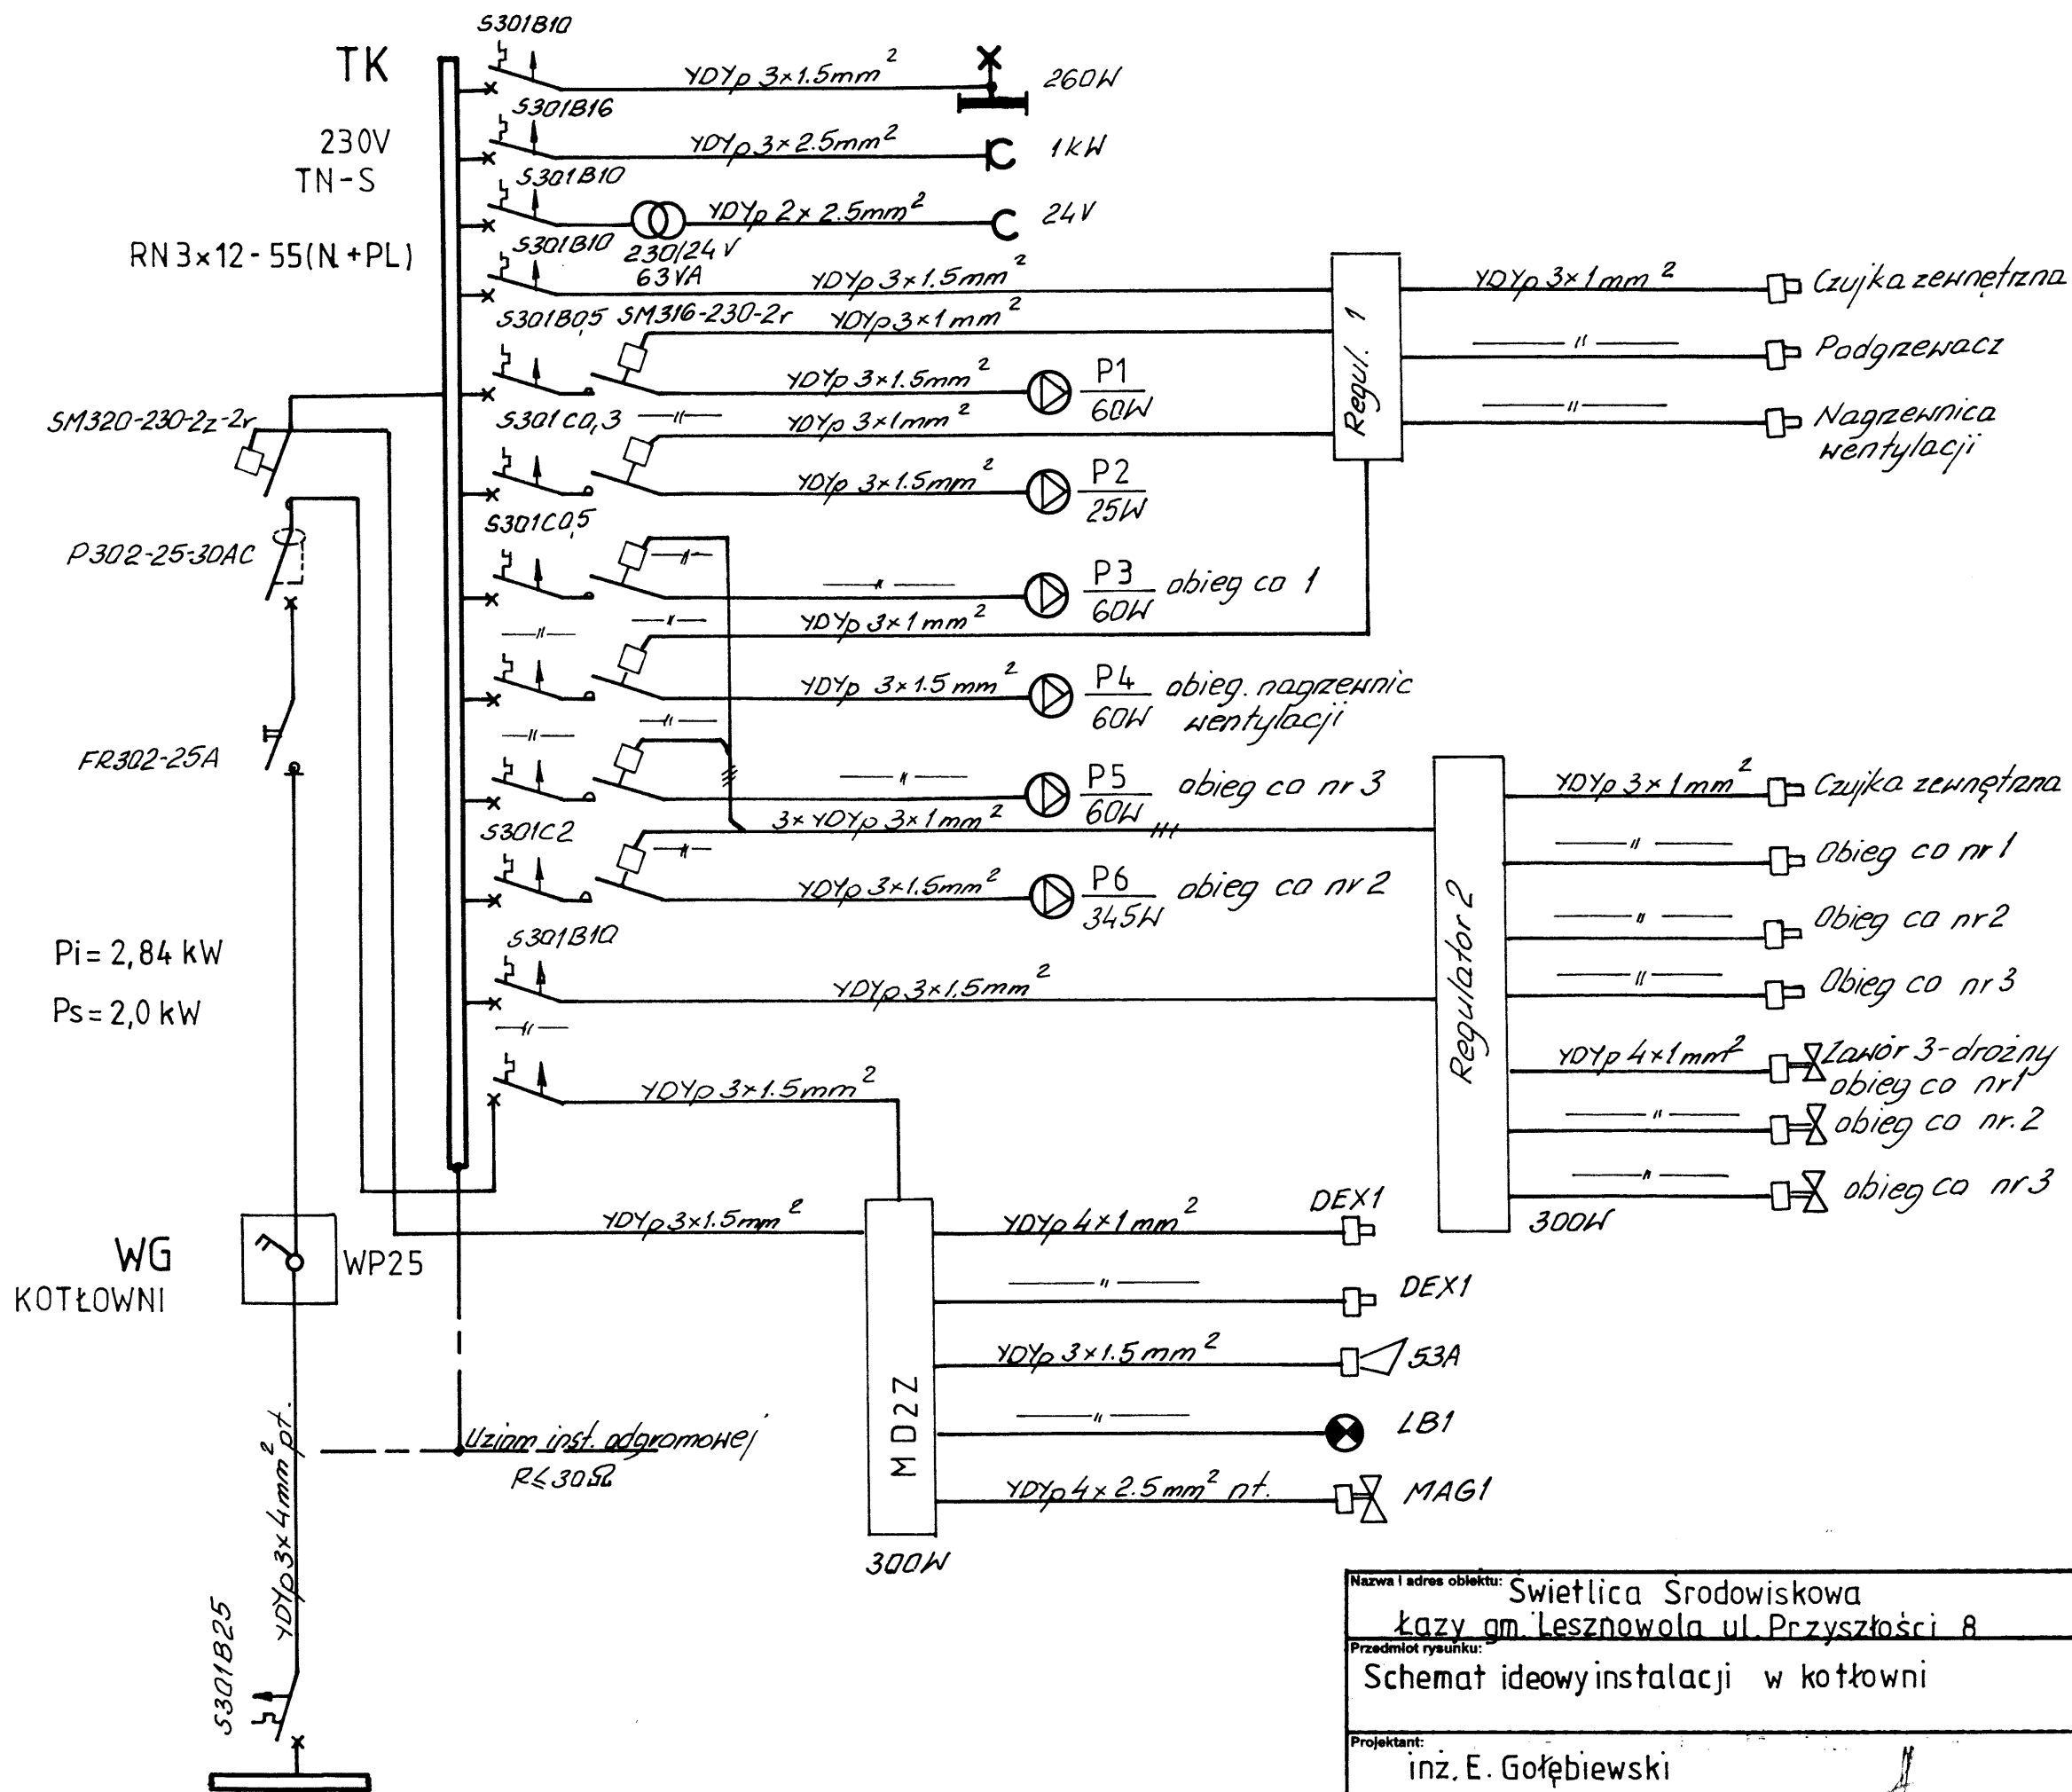 TK
230V
TN-S
RN 3×12-55(N+PL)
S301B10
YDYp 3×1.5mm²
260W
S301B16
YDYp 3×2.5mm²
1kW
S301B10
YDYp 2×2.5mm²
24V
230/24V
63VA
S301B10
YDYp 3×1.5mm²
Regul. 1
YDYp 3×1mm²
Czujka zewnętrzna
—〃—
Podgrzewacz
—〃—
Nagrzewnica
wentylacji
S301B0,5
SM316-230-2r
YDYp 3×1mm²
YDYp 3×1.5mm²
P1
60W
S301C0,3
—〃—
YDYp 3×1mm²
YDYp 3×1.5mm²
P2
25W
S301C0,5
—〃—
—〃—
P3
60W
obieg co 1
—〃—
—〃—
YDYp 3×1mm²
YDYp 3×1.5mm²
P4
60W
obieg. nagrzewnic
wentylacji
—〃—
—〃—
—〃—
P5
60W
obieg co nr 3
S301C2
3×YDYp 3×1mm²
—〃—
YDYp 3×1.5mm²
P6
345W
obieg co nr 2
S301B10
YDYp 3×1.5mm²
—〃—
YDYp 3×1.5mm²
SM320-230-2z-2r
P302-25-30AC
FR302-25A
Pi= 2,84 kW
Ps= 2,0 kW
Regulator 2
300W
YDYp 3×1mm²
Czujka zewnętrzna
—〃—
Obieg co nr 1
—〃—
Obieg co nr 2
—〃—
Obieg co nr 3
YDYp 4×1mm²
Zawór 3-drożny
obieg co nr 1
—〃—
obieg co nr. 2
—〃—
obieg co nr 3
WG
KOTŁOWNI
WP25
YDYp 3×4mm² pt.
S301B25
YDYp 3×1.5mm²
MD2Z
300W
YDYp 4×1mm²
DEX1
—〃—
DEX1
YDYp 3×1.5mm²
53A
—〃—
LB1
YDYp 4×2.5mm² nt.
MAG1
Uziom inst. odgromowej
R≤30Ω
Nazwa i adres obiektu:
Swietlica Srodowiskowa
Łazy gm. Lesznowola ul. Przyszłości 8
Przedmiot rysunku:
Schemat ideowy instalacji w kotłowni
Projektant:
inż. E. Gołębiewski